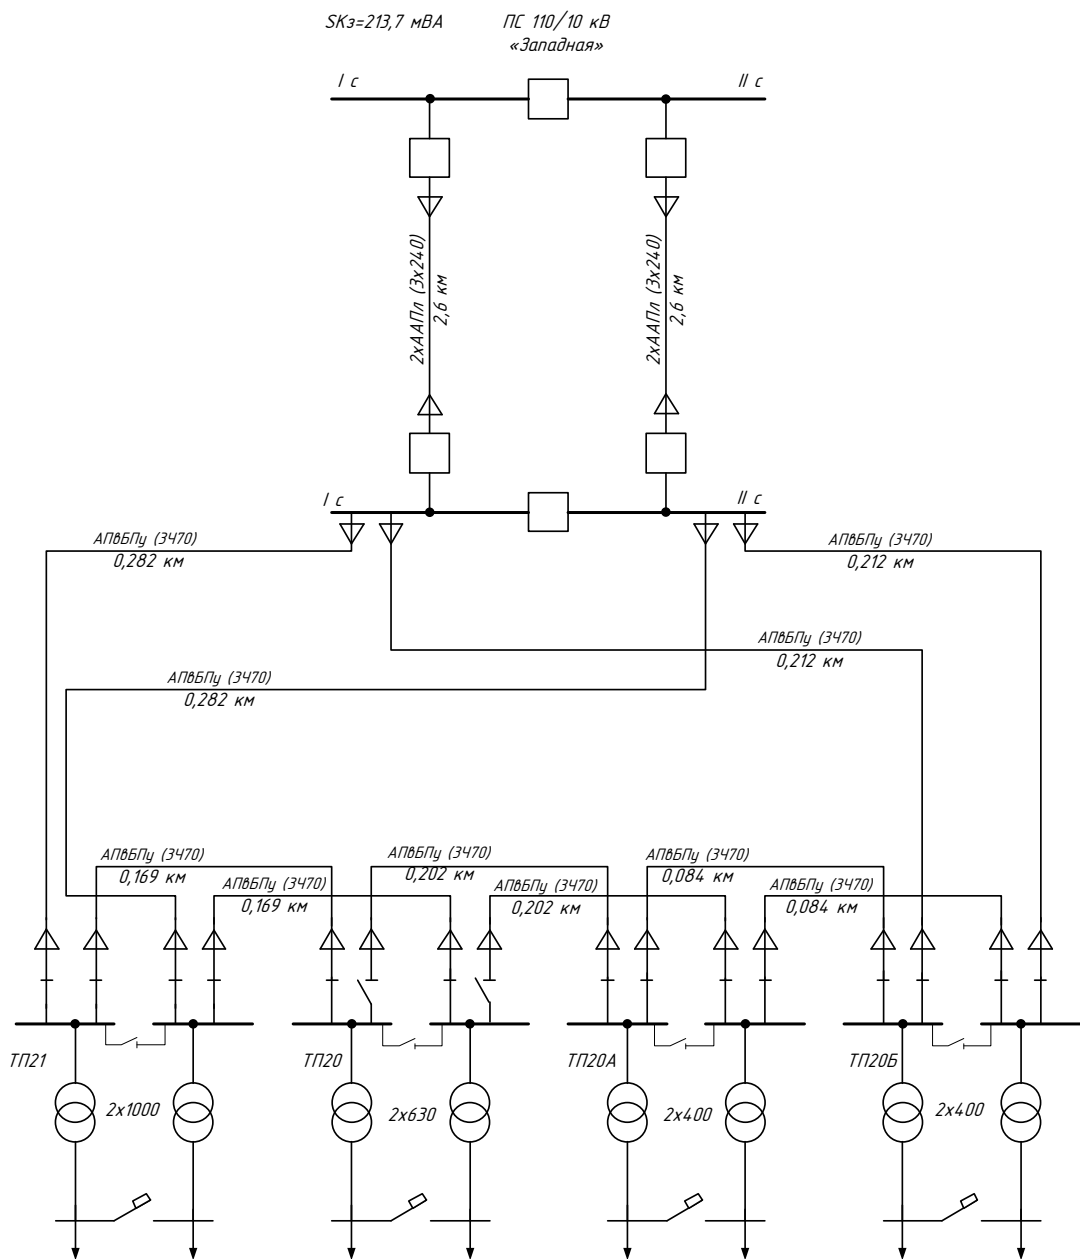 SКз=213,7 мВА
ПС 110/10 кВ
«Западная»
I с
II с
2хААПл (3х240)
2,6 км
2хААПл (3х240)
2,6 км
I с
II с
АПвБПу (3Ч70)
0,282 км
АПвБПу (3Ч70)
0,212 км
АПвБПу (3Ч70)
0,212 км
АПвБПу (3Ч70)
0,282 км
АПвБПу (3Ч70)
0,169 км
АПвБПу (3Ч70)
0,169 км
АПвБПу (3Ч70)
0,202 км
АПвБПу (3Ч70)
0,202 км
АПвБПу (3Ч70)
0,084 км
АПвБПу (3Ч70)
0,084 км
ТП21
ТП20
ТП20А
ТП20Б
2х1000
2х630
2х400
2х400